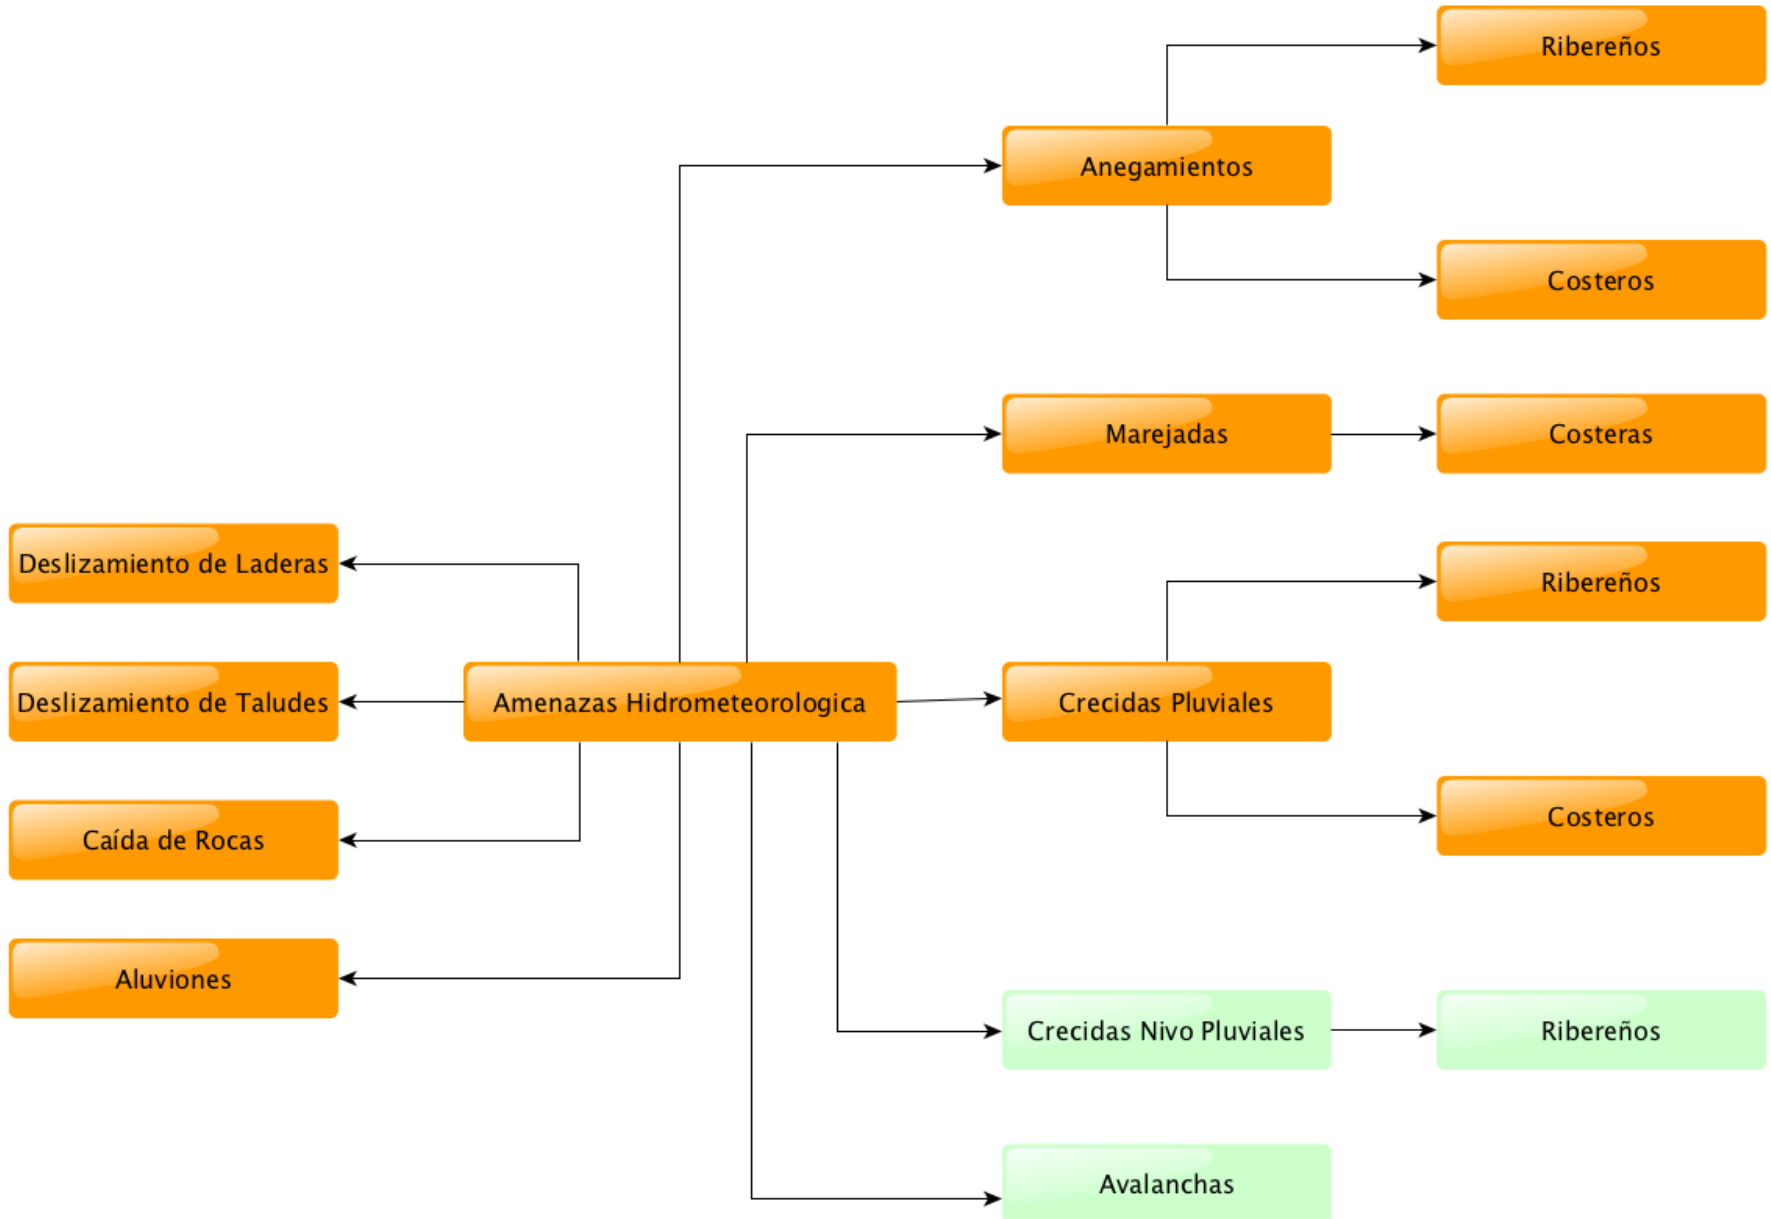 Ribereños
Anegamientos
Costeros
Marejadas
Costeras
Deslizamiento de Laderas
Ribereños
Deslizamiento de Taludes
Amenazas Hidrometeorologica
Crecidas Pluviales
Caída de Rocas
Costeros
Aluviones
Crecidas Nivo Pluviales
Ribereños
Avalanchas